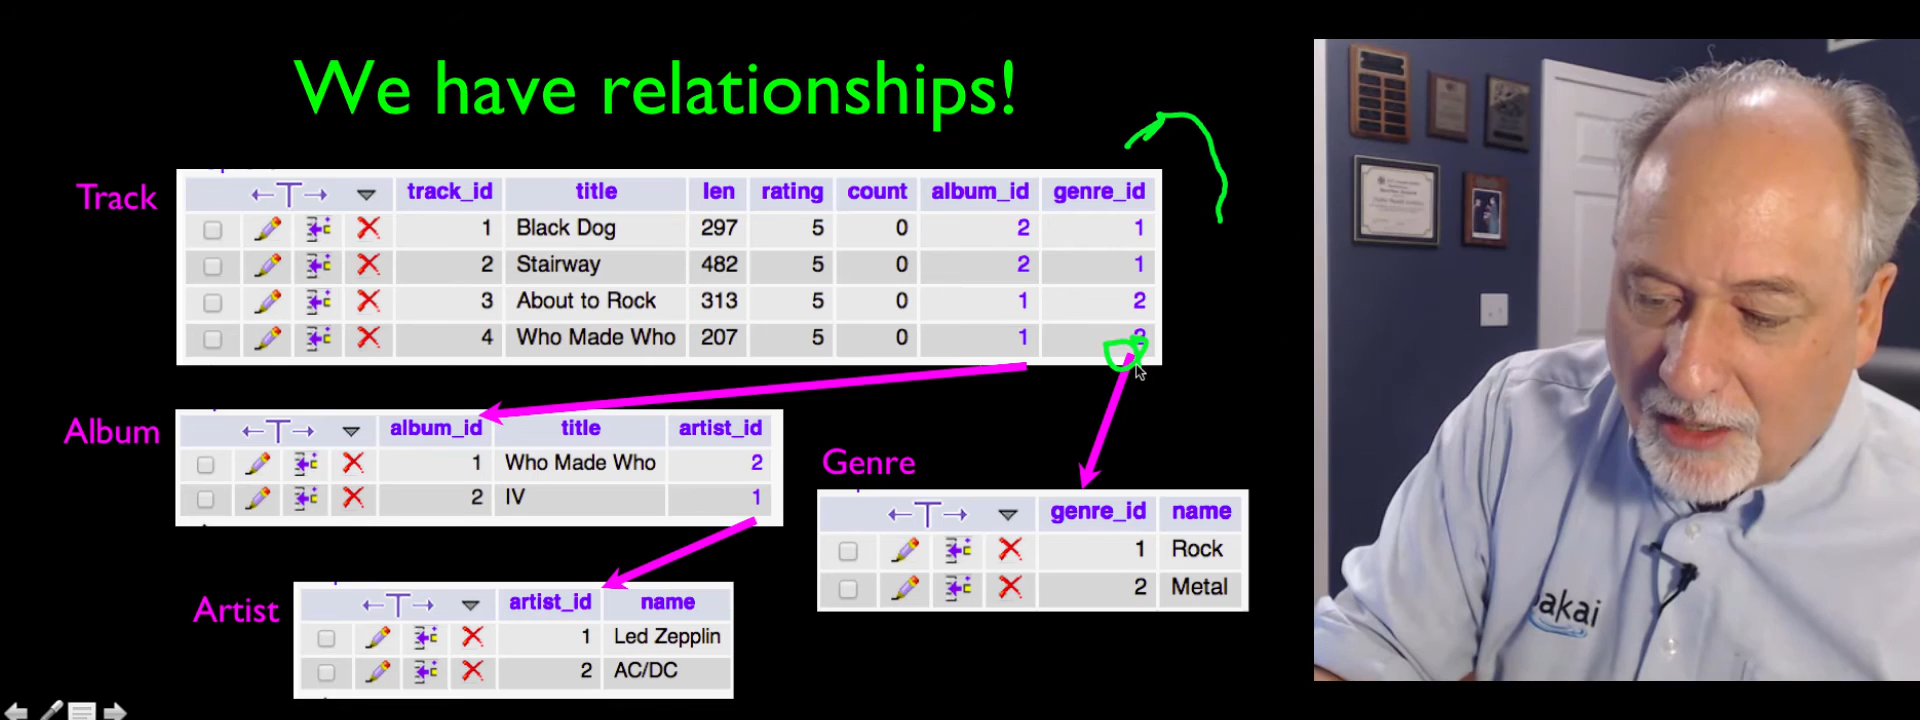 We have relationships!
Track
track_id title len rating count album_id genre_id
1 Black Dog 297 5 0 2 1
2 Stairway 482 5 0 2 1
3 About to Rock 313 5 0 1 2
4 Who Made Who 207 5 0 1 2
Album
album_id title artist_id
1 Who Made Who 2
2 IV 1
Genre
genre_id name
1 Rock
2 Metal
Artist
artist_id name
1 Led Zepplin
2 AC/DC
sakai